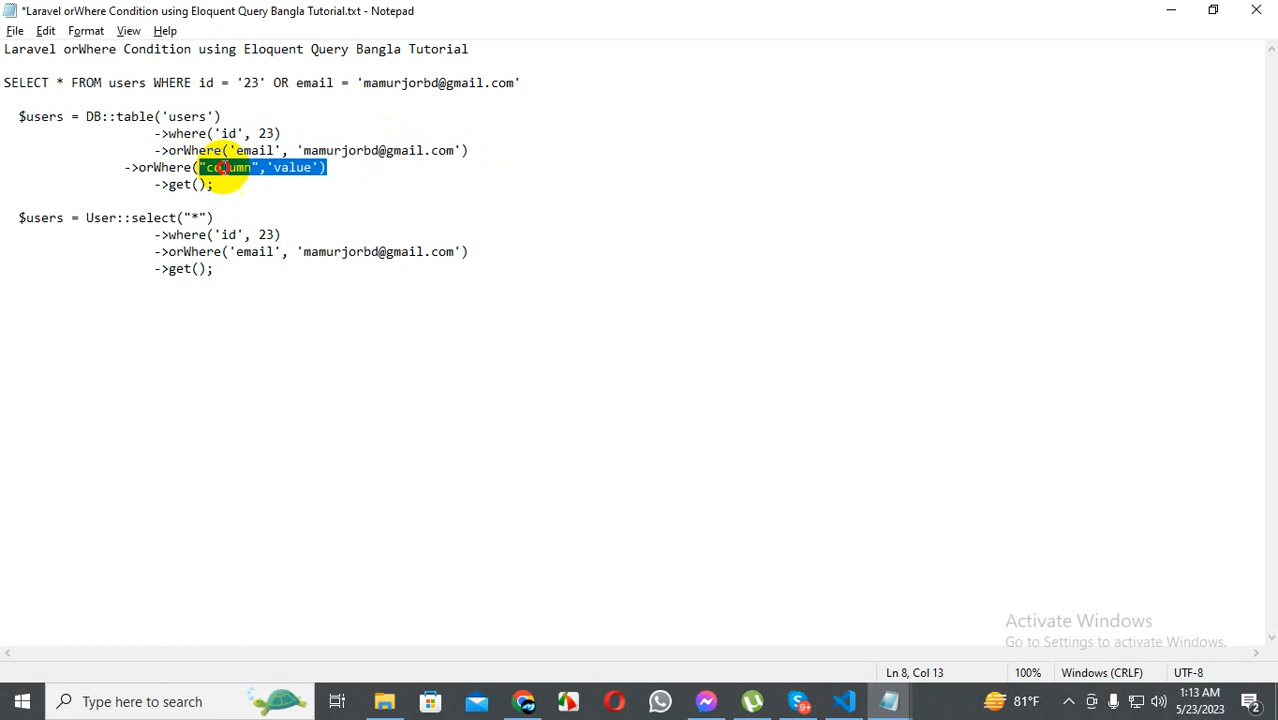 *Laravel orWhere Condition using Eloquent Query Bangla Tutorial.txt - Notepad
File Edit Format View Help
Laravel orWhere Condition using Eloquent Query Bangla Tutorial
SELECT * FROM users WHERE id = '23' OR email = 'mamurjorbd@gmail.com'
$users = DB::table('users')
->where('id', 23)
->orWhere('email', 'mamurjorbd@gmail.com')
->orWhere("column",'value')
->get();
$users = User::select("*")
->where('id', 23)
->orWhere('email', 'mamurjorbd@gmail.com')
->get();
Activate Windows
Go to Settings to activate Windows.
Ln 8, Col 13 100% Windows (CRLF) UTF-8
Type here to search 9+ 81°F 1:13 AM
5/23/2023 2